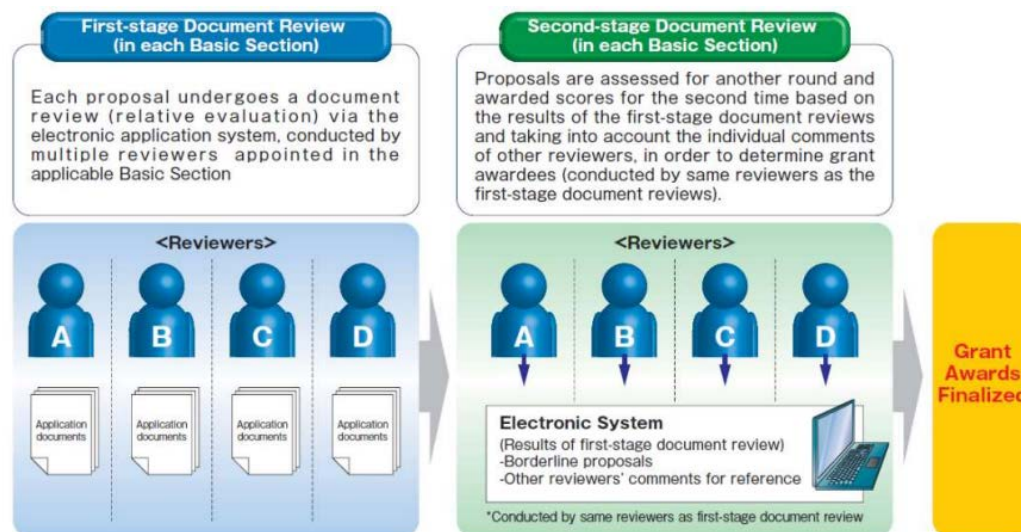 First-stage Document Review
(in each Basic Section)
Each proposal undergoes a document
review (relative evaluation) via the
electronic application system, conducted by
multiple reviewers appointed in the
applicable Basic Section
<Reviewers>
A B C D
Application documents
Application documents
Application documents
Application documents
Second-stage Document Review
(in each Basic Section)
Proposals are assessed for another round and
awarded scores for the second time based on
the results of the first-stage document reviews
and taking into account the individual comments
of other reviewers, in order to determine grant
awardees (conducted by same reviewers as the
first-stage document reviews).
<Reviewers>
A B C D
Electronic System
(Results of first-stage document review)
-Borderline proposals
-Other reviewers' comments for reference
*Conducted by same reviewers as first-stage document review
Grant
Awards
Finalized